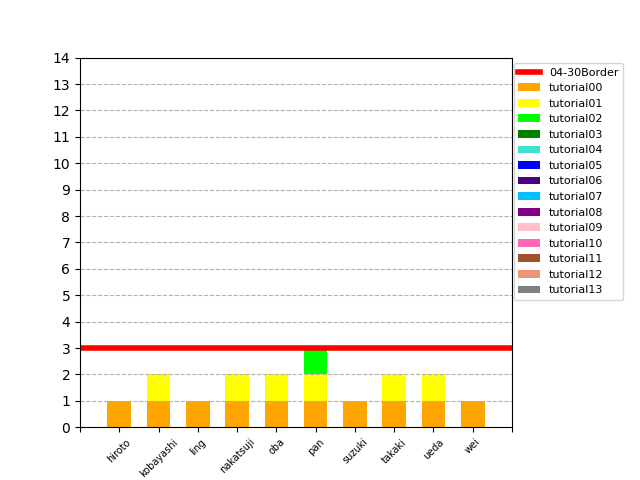 14
13
12
11
10
9
8
7
6
5
4
3
2
1
0
hiroto
kobayashi
ling
nakatsuji
oba
pan
suzuki
takaki
ueda
wei
04-30Border
tutorial00
tutorial01
tutorial02
tutorial03
tutorial04
tutorial05
tutorial06
tutorial07
tutorial08
tutorial09
tutorial10
tutorial11
tutorial12
tutorial13